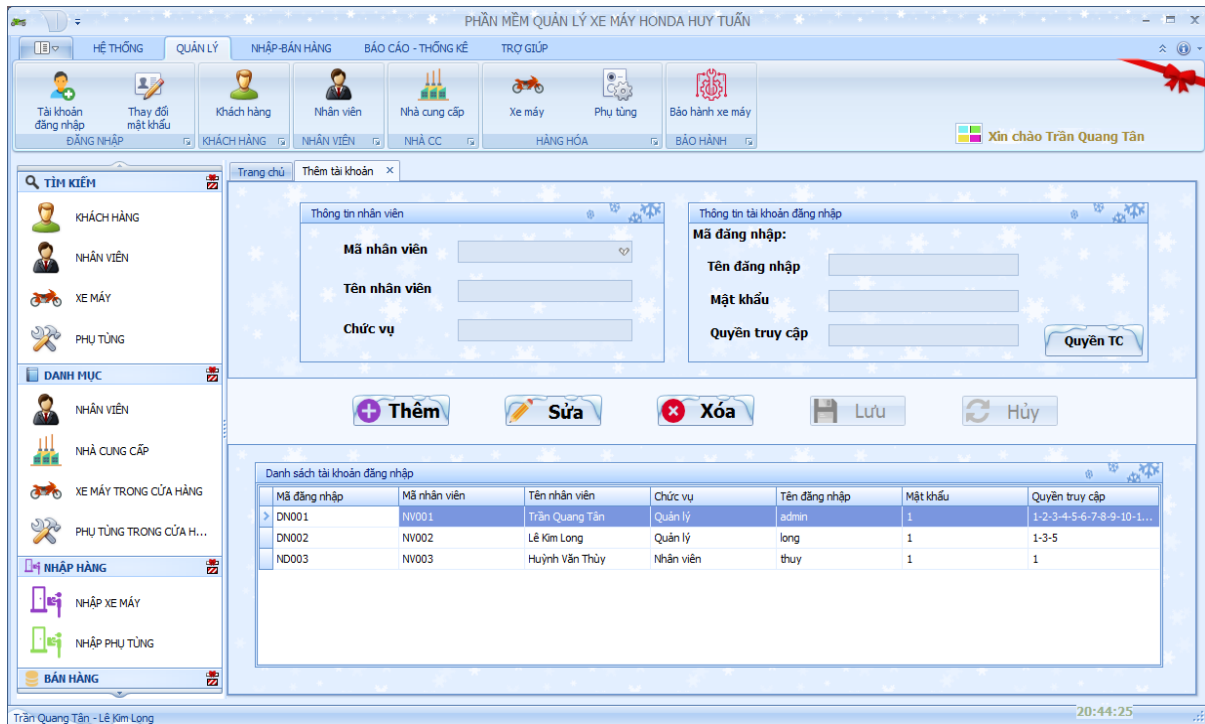 PHẦN MỀM QUẢN LÝ XE MÁY HONDA HUY TUẤN
HỆ THỐNG QUẢN LÝ NHẬP-BÁN HÀNG BÁO CÁO - THỐNG KÊ TRỢ GIÚP
Tài khoản đăng nhập
Thay đổi mật khẩu
Khách hàng
Nhân viên
Nhà cung cấp
Xe máy
Phụ tùng
Bảo hành xe máy
ĐĂNG NHẬP KHÁCH HÀNG NHÂN VIÊN NHÀ CC HÀNG HÓA BẢO HÀNH
Xin chào Trần Quang Tân
TÌM KIẾM
KHÁCH HÀNG
NHÂN VIÊN
XE MÁY
PHỤ TÙNG
DANH MỤC
NHÂN VIÊN
NHÀ CUNG CẤP
XE MÁY TRONG CỬA HÀNG
PHỤ TÙNG TRONG CỬA H...
NHẬP HÀNG
NHẬP XE MÁY
NHẬP PHỤ TÙNG
BÁN HÀNG
Trang chủ Thêm tài khoản
Thông tin nhân viên
Mã nhân viên
Tên nhân viên
Chức vụ
Thông tin tài khoản đăng nhập
Mã đăng nhập:
Tên đăng nhập
Mật khẩu
Quyền truy cập
Quyền TC
Thêm Sửa Xóa Lưu Hủy
Danh sách tài khoản đăng nhập
Mã đăng nhập Mã nhân viên Tên nhân viên Chức vụ Tên đăng nhập Mật khẩu Quyền truy cập
DN001 NV001 Trần Quang Tân Quản lý admin 1 1-2-3-4-5-6-7-8-9-10-1...
DN002 NV002 Lê Kim Long Quản lý long 1 1-3-5
ND003 NV003 Huỳnh Văn Thùy Nhân viên thuy 1 1
Trần Quang Tân - Lê Kim Long
20:44:25